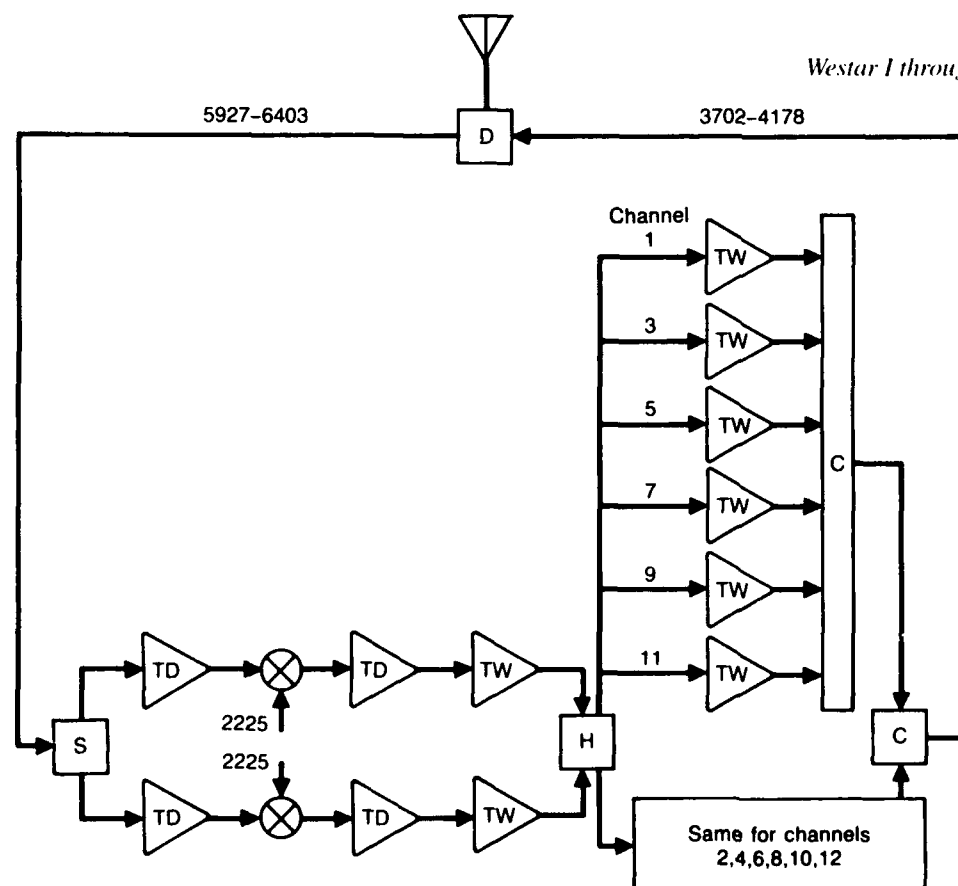 Westar I
5927–6403
D
3702–4178
Channel
1
TW
3
TW
5
TW
C
7
TW
9
TW
11
TW
TD
TD
TW
2225
S
H
C
2225
TD
TD
TW
Same for channels
2,4,6,8,10,12